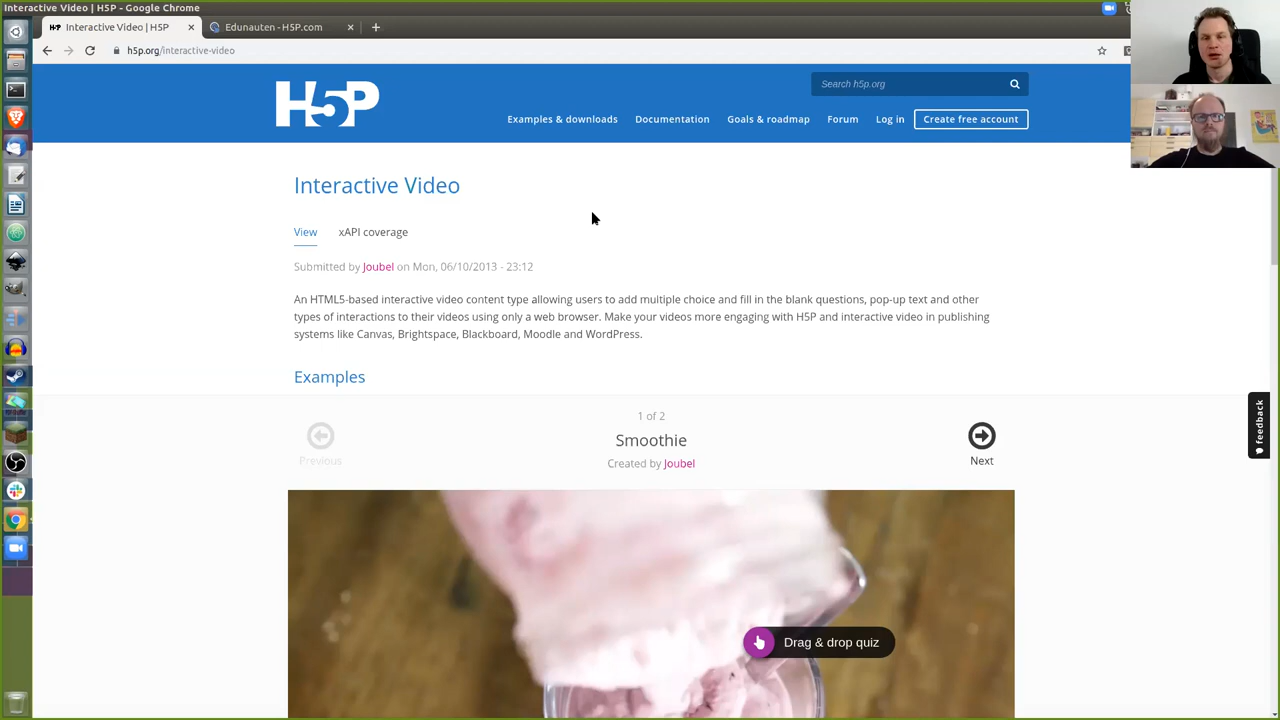 Interactive Video | H5P - Google Chrome
H5P Interactive Video | H5P
Edunauten - H5P.com
h5p.org/interactive-video
H5P
Search h5p.org
Examples & downloads
Documentation
Goals & roadmap
Forum
Log in
Create free account
Interactive Video
View
xAPI coverage
Submitted by Joubel on Mon, 06/10/2013 - 23:12
An HTML5-based interactive video content type allowing users to add multiple choice and fill in the blank questions, pop-up text and other
types of interactions to their videos using only a web browser. Make your videos more engaging with H5P and interactive video in publishing
systems like Canvas, Brightspace, Blackboard, Moodle and WordPress.
Examples
1 of 2
Previous
Smoothie
Next
Created by Joubel
feedback
Drag & drop quiz